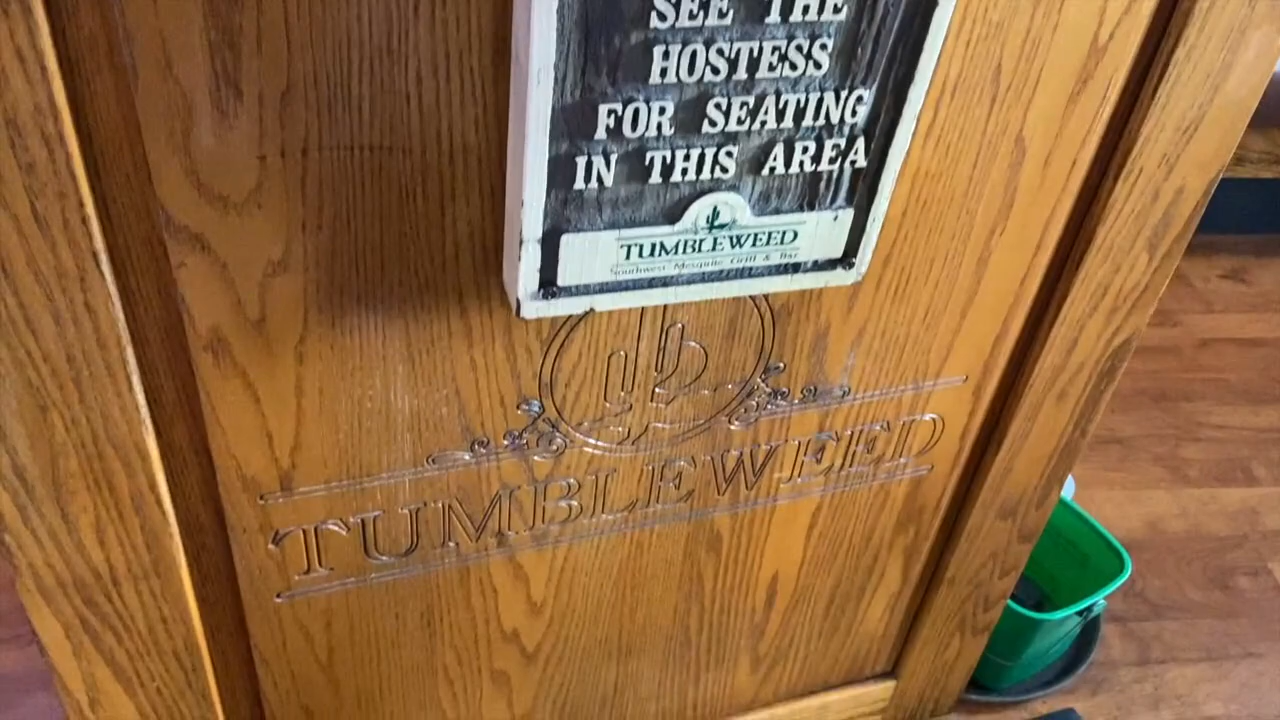 SEE THE
HOSTESS
FOR SEATING
IN THIS AREA
TUMBLEWEED
Southwest Mesquite Grill & Bar
TUMBLEWEED